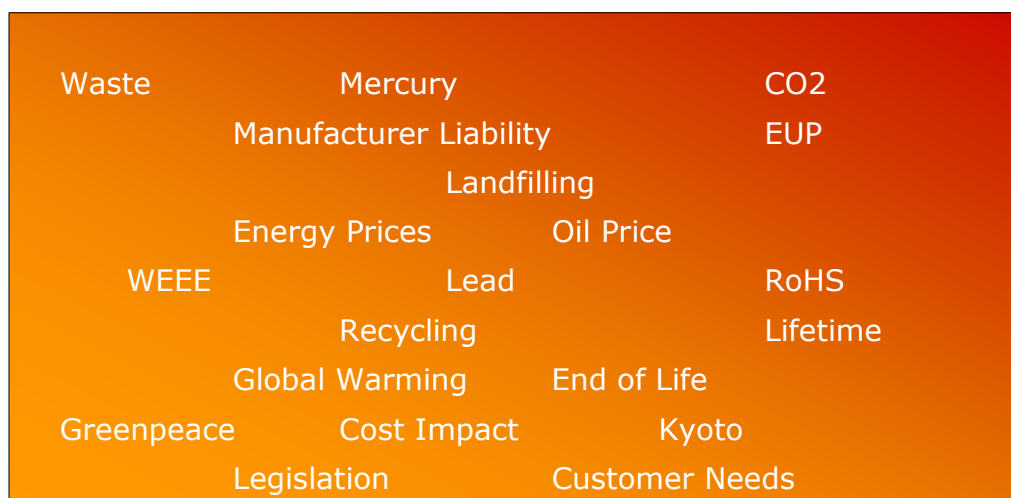 Waste Mercury CO2
Manufacturer Liability EUP
Landfilling
Energy Prices Oil Price
WEEE Lead RoHS
Recycling Lifetime
Global Warming End of Life
Greenpeace Cost Impact Kyoto
Legislation Customer Needs